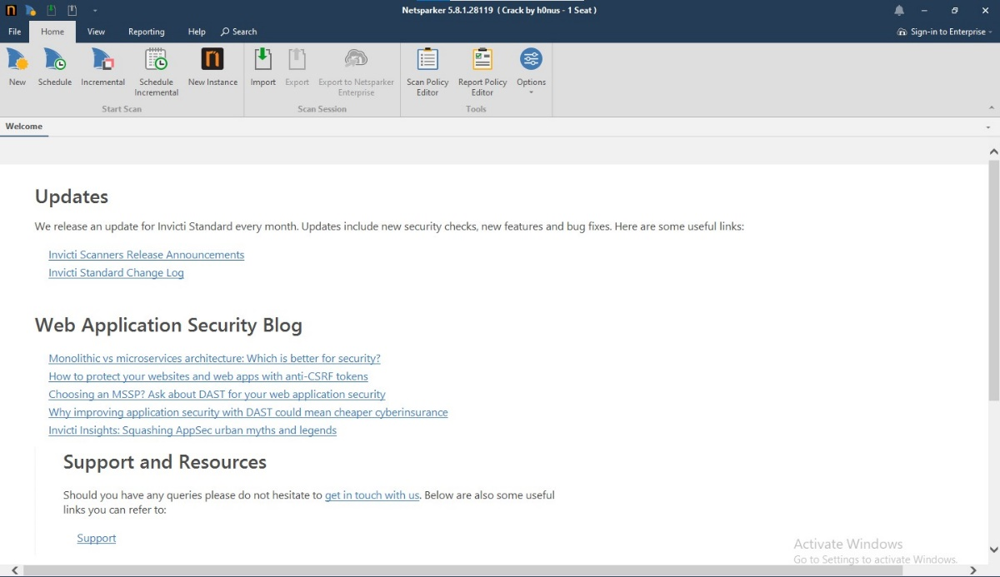 Netsparker 5.8.1.28119 (Crack by h0nus - 1 Seat )
File Home View Reporting Help Search Sign-in to Enterprise
New Schedule Incremental Schedule Incremental New Instance Import Export Export to Netsparker Enterprise Scan Policy Editor Report Policy Editor Options
Start Scan Scan Session Tools
Welcome
Updates
We release an update for Invicti Standard every month. Updates include new security checks, new features and bug fixes. Here are some useful links:
Invicti Scanners Release Announcements
Invicti Standard Change Log
Web Application Security Blog
Monolithic vs microservices architecture: Which is better for security?
How to protect your websites and web apps with anti-CSRF tokens
Choosing an MSSP? Ask about DAST for your web application security
Why improving application security with DAST could mean cheaper cyberinsurance
Invicti Insights: Squashing AppSec urban myths and legends
Support and Resources
Should you have any queries please do not hesitate to get in touch with us. Below are also some useful
links you can refer to:
Support
Activate Windows
Go to Settings to activate Windows.